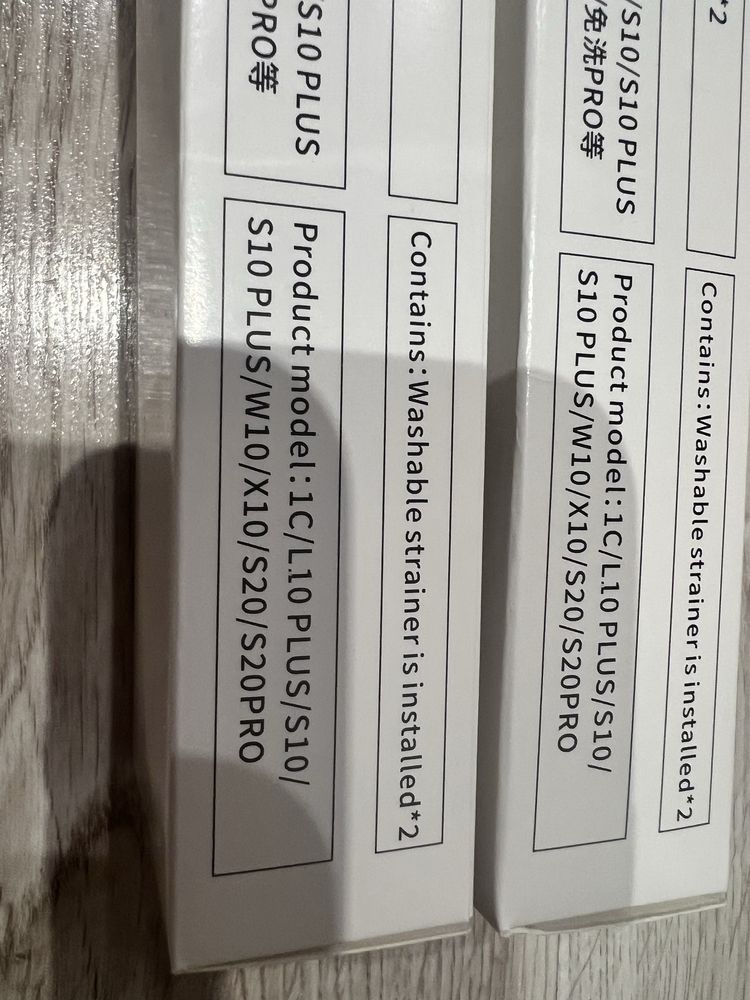 *2
Contains:Washable strainer is installed*2
/S10/S10 PLUS
/免洗PRO等
Product model:1C/L.10 PLUS/S10/
S10 PLUS/W10/X10/S20/S20PRO
Contains:Washable strainer is installed*2
/S10 PLUS
PRO等
Product model:1C/L.10 PLUS/S10/
S10 PLUS/W10/X10/S20/S20PRO